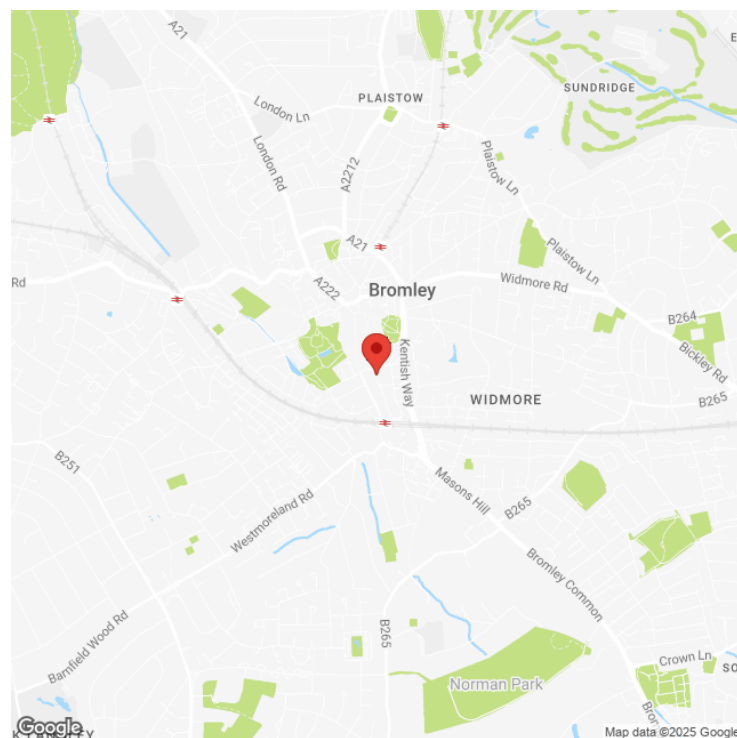 A21
PLAISTOW
SUNDRIDGE
London Ln
London Rd
A2212
Plaistow Ln
A21
Plaistow Ln
Rd
A222
Bromley
Widmore Rd
B264
Kentish Way
Bickley Rd
WIDMORE
B265
B251
Masons Hill
B265
Westmoreland Rd
Bromley Common
Barnfield Wood Rd
B265
Crown Ln
Norman Park
Google
Map data ©2025 Google